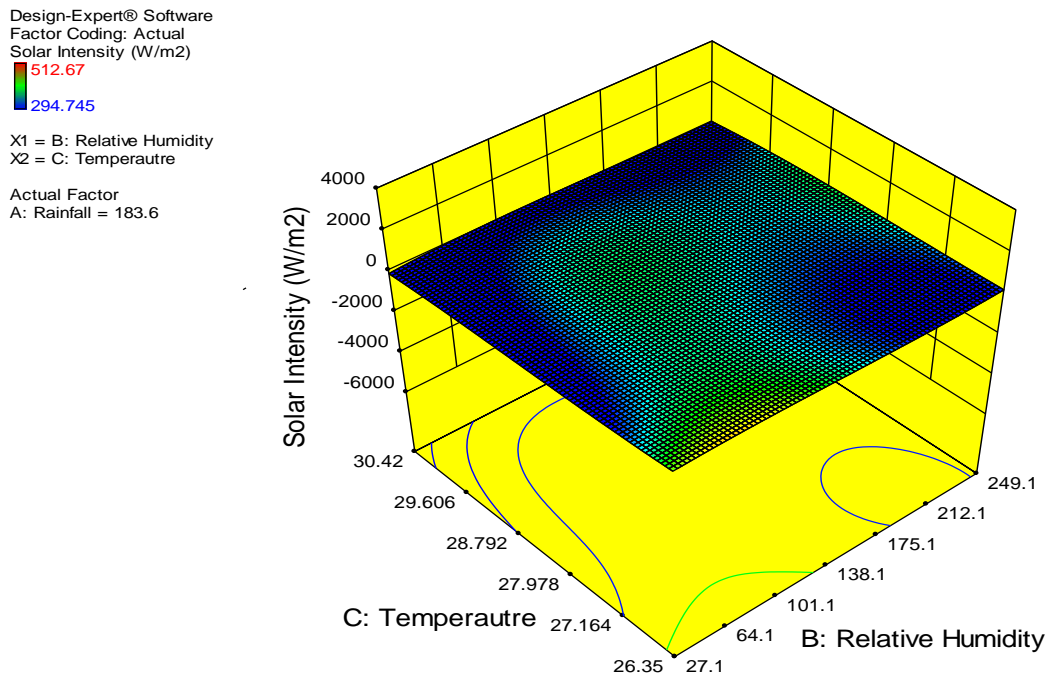 Design-Expert® Software
Factor Coding: Actual
Solar Intensity (W/m2)
512.67
294.745
X1 = B: Relative Humidity
X2 = C: Temperautre
Actual Factor
A: Rainfall = 183.6
4000
2000
0
-2000
-4000
-6000
Solar Intensity (W/m2)
30.42
29.606
28.792
27.978
27.164
26.35
C: Temperautre
27.1
64.1
101.1
138.1
175.1
212.1
249.1
B: Relative Humidity